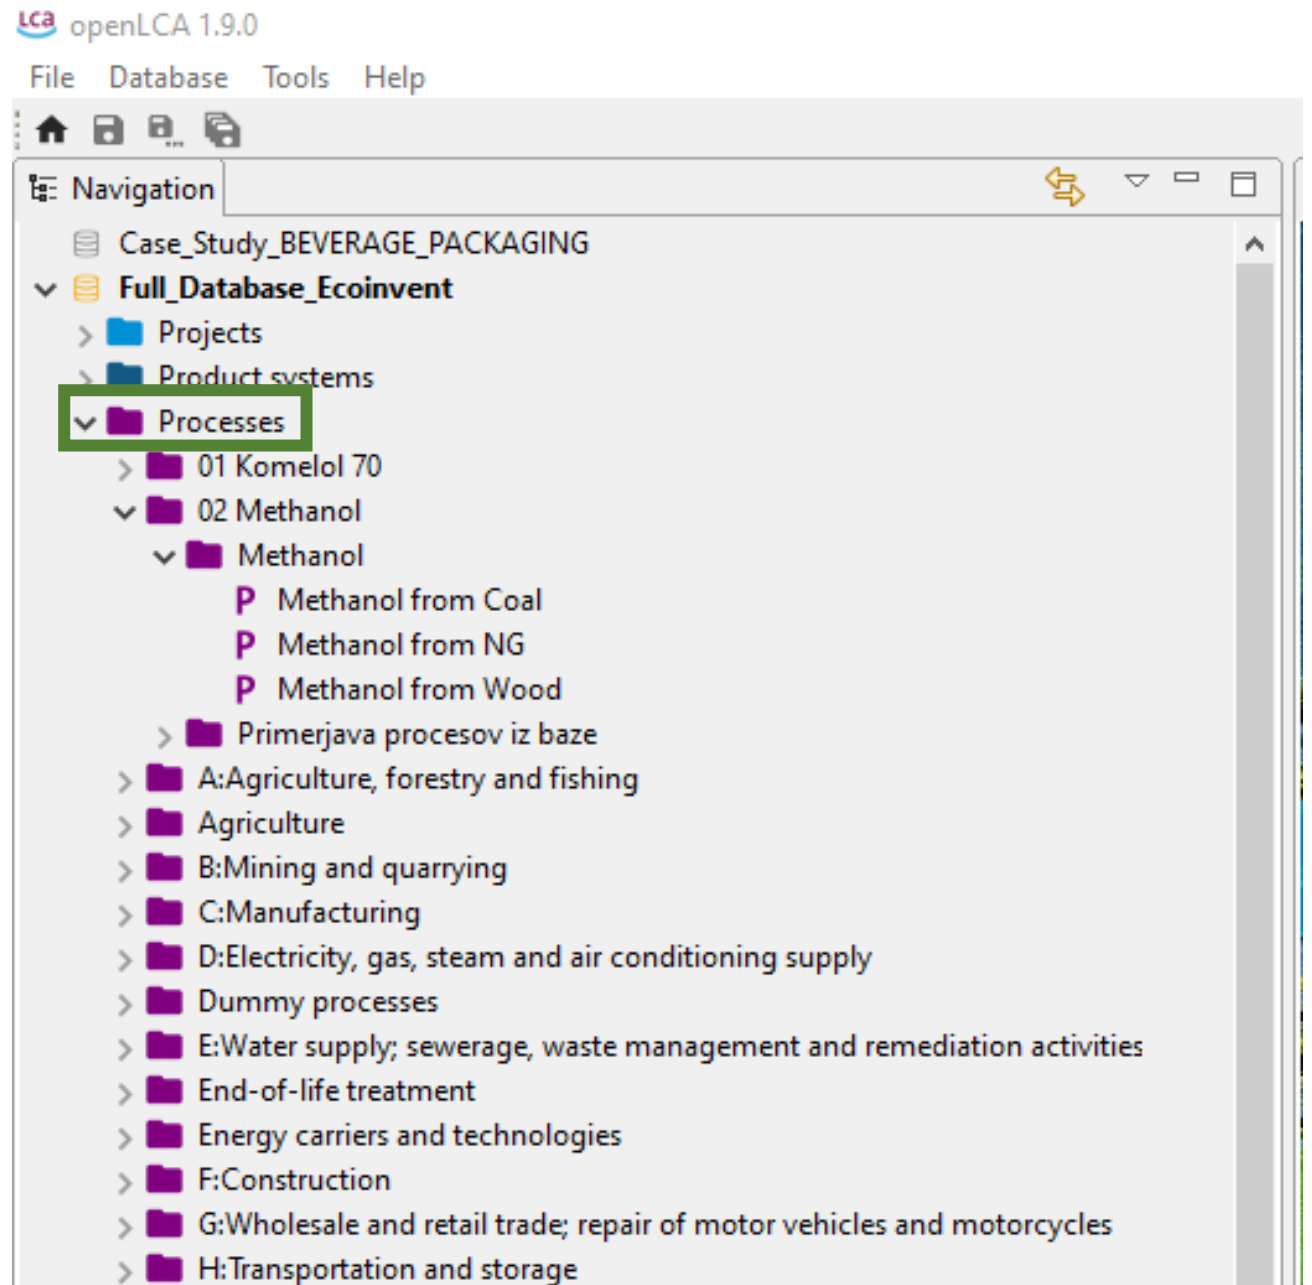 LCA openLCA 1.9.0
File Database Tools Help
Navigation
Case_Study_BEVERAGE_PACKAGING
Full_Database_Ecoinvent
Projects
Product systems
Processes
01 Komelol 70
02 Methanol
Methanol
P Methanol from Coal
P Methanol from NG
P Methanol from Wood
Primerjava procesov iz baze
A:Agriculture, forestry and fishing
Agriculture
B:Mining and quarrying
C:Manufacturing
D:Electricity, gas, steam and air conditioning supply
Dummy processes
E:Water supply; sewerage, waste management and remediation activities
End-of-life treatment
Energy carriers and technologies
F:Construction
G:Wholesale and retail trade; repair of motor vehicles and motorcycles
H:Transportation and storage